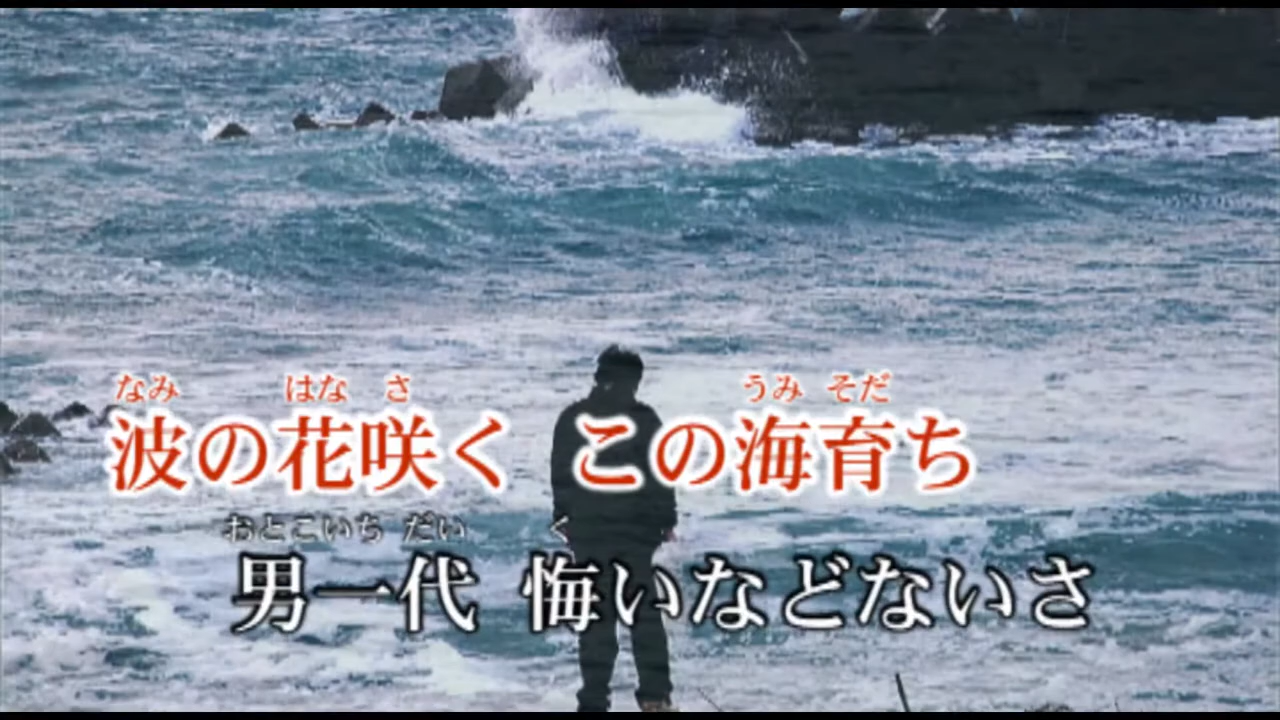 なみ はな さ うみ そだ
波の花咲く この海育ち
おとこいち だい く
男一代 悔いなどないさ